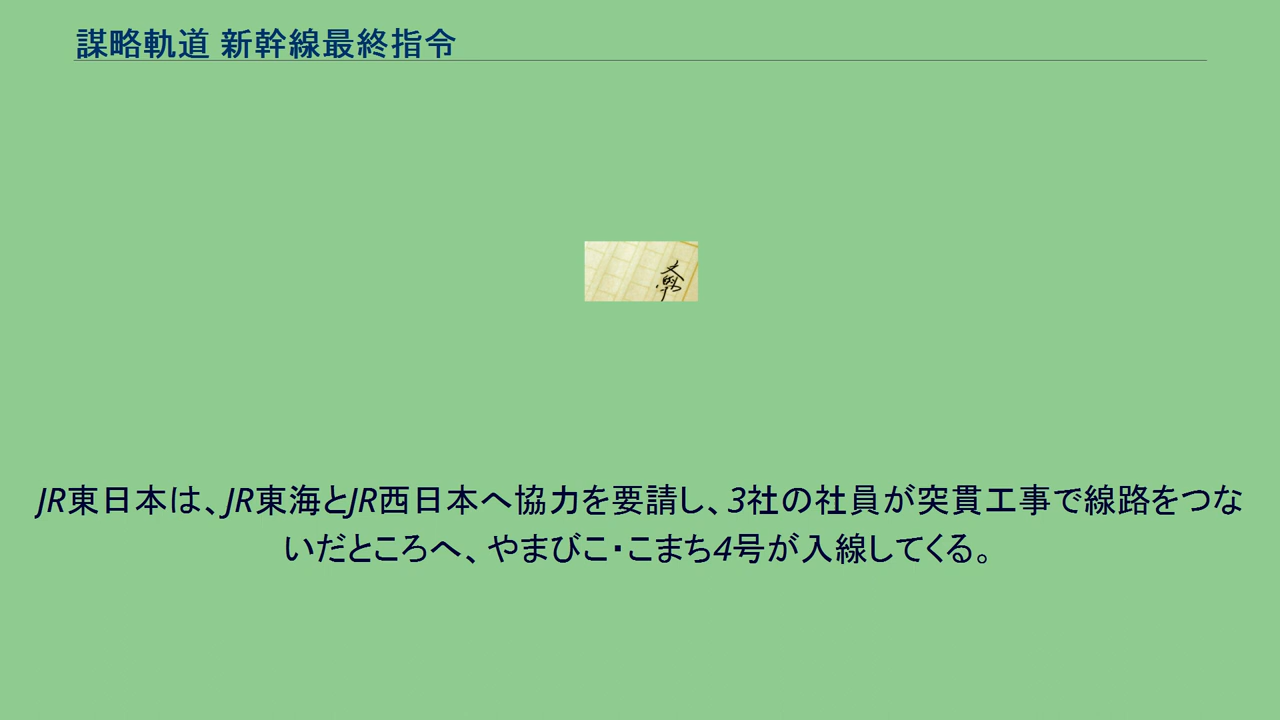 謀略軌道 新幹線最終指令
JR東日本は、JR東海とJR西日本へ協力を要請し、3社の社員が突貫工事で線路をつな
いだところへ、やまびこ・こまち4号が入線してくる。